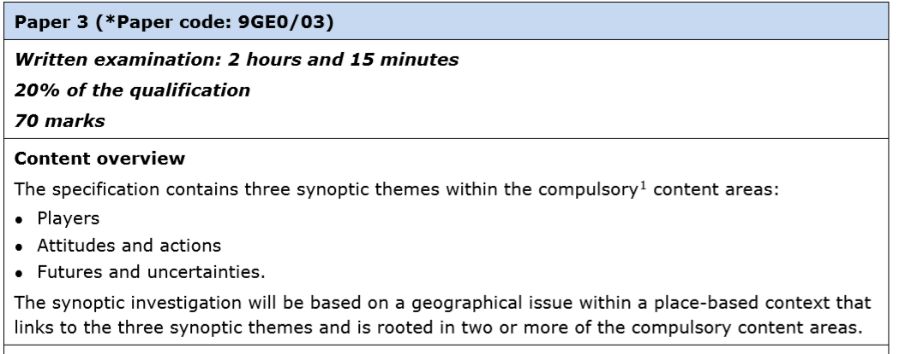 Paper 3 (*Paper code: 9GE0/03)
Written examination: 2 hours and 15 minutes
20% of the qualification
70 marks
Content overview
The specification contains three synoptic themes within the compulsory¹ content areas:
• Players
• Attitudes and actions
• Futures and uncertainties.
The synoptic investigation will be based on a geographical issue within a place-based context that
links to the three synoptic themes and is rooted in two or more of the compulsory content areas.